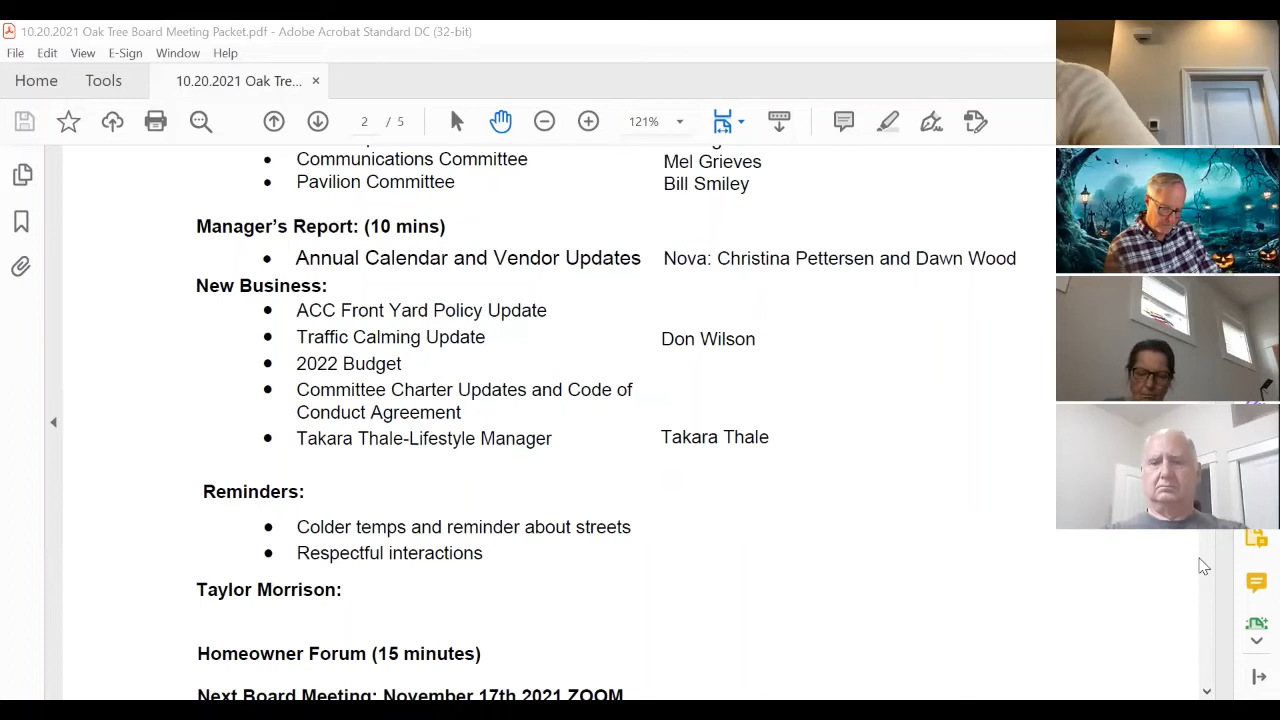 10.20.2021 Oak Tree Board Meeting Packet.pdf - Adobe Acrobat Standard DC (32-bit)
File Edit View E-Sign Window Help
Home Tools 10.20.2021 Oak Tre... ×
2 / 5 121%
• Communications Committee Mel Grieves
• Pavilion Committee Bill Smiley
Manager's Report: (10 mins)
• Annual Calendar and Vendor Updates Nova: Christina Pettersen and Dawn Wood
New Business:
• ACC Front Yard Policy Update
• Traffic Calming Update Don Wilson
• 2022 Budget
• Committee Charter Updates and Code of
Conduct Agreement
• Takara Thale-Lifestyle Manager Takara Thale
Reminders:
• Colder temps and reminder about streets
• Respectful interactions
Taylor Morrison:
Homeowner Forum (15 minutes)
Next Board Meeting: November 17th 2021 ZOOM